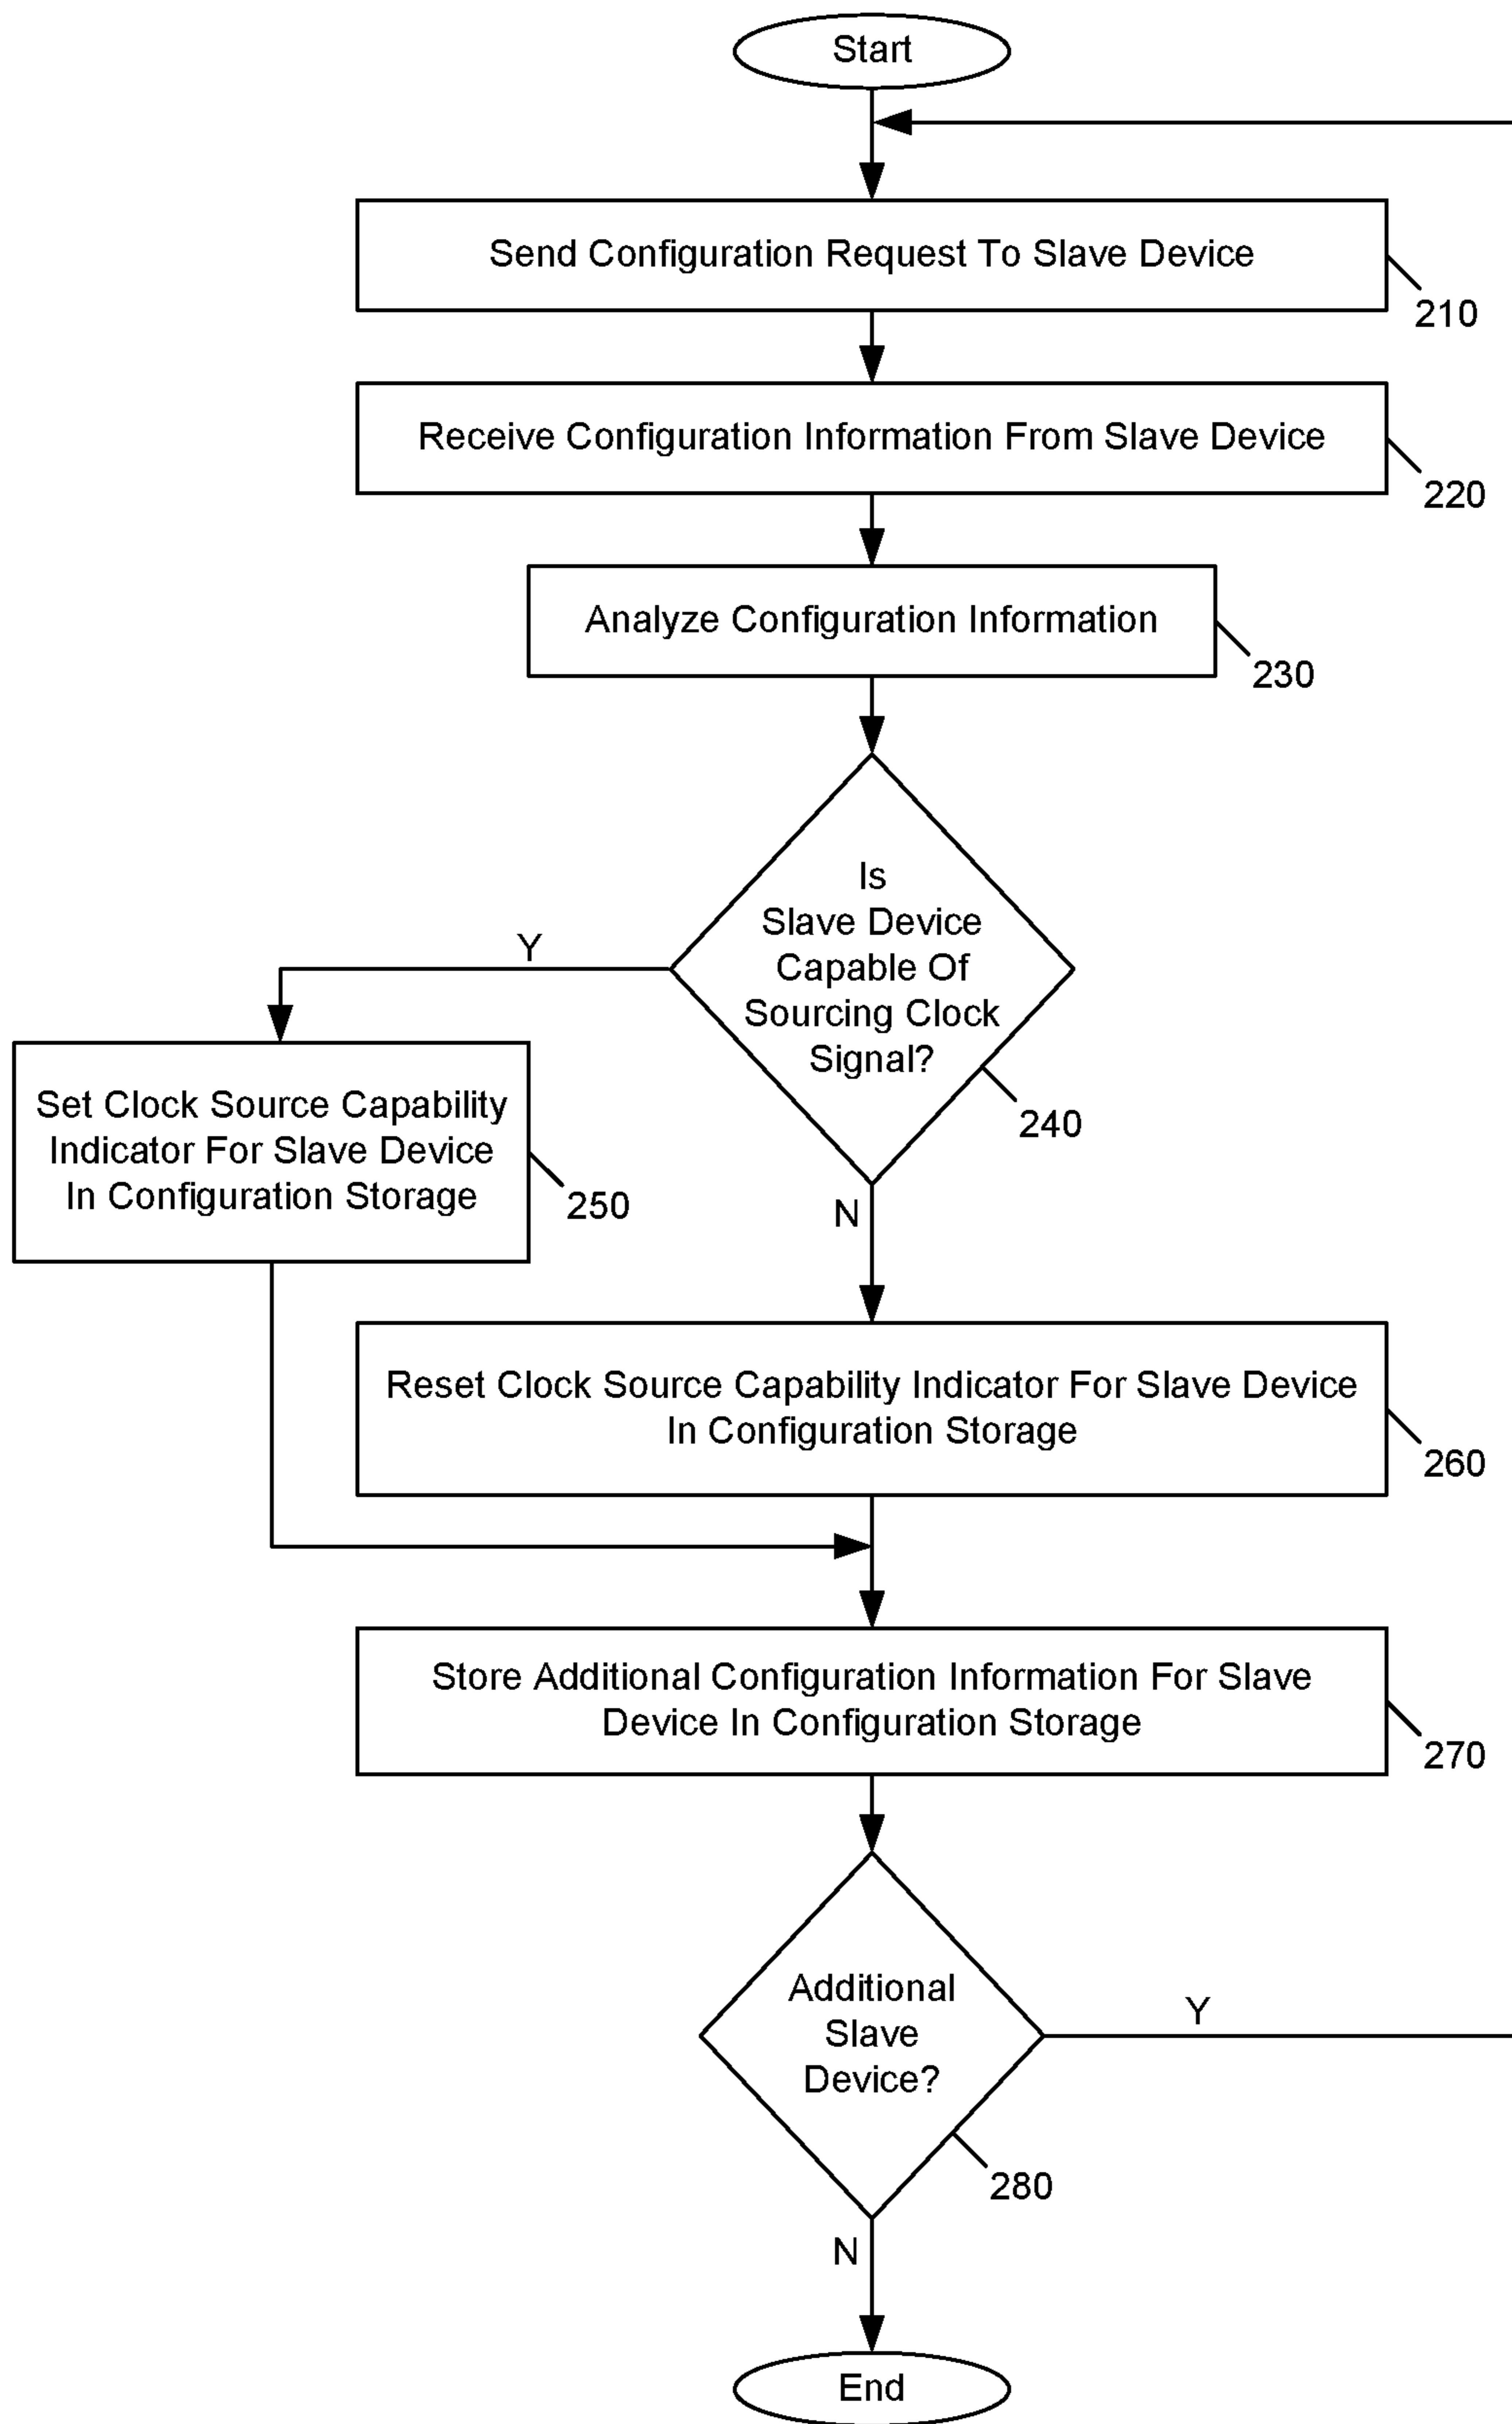 Start
Send Configuration Request To Slave Device
210
Receive Configuration Information From Slave Device
220
Analyze Configuration Information
230
Is
Slave Device
Capable Of
Sourcing Clock
Signal?
240
Y
Set Clock Source Capability
Indicator For Slave Device
In Configuration Storage
250
N
Reset Clock Source Capability Indicator For Slave Device
In Configuration Storage
260
Store Additional Configuration Information For Slave
Device In Configuration Storage
270
Additional
Slave
Device?
280
Y
N
End